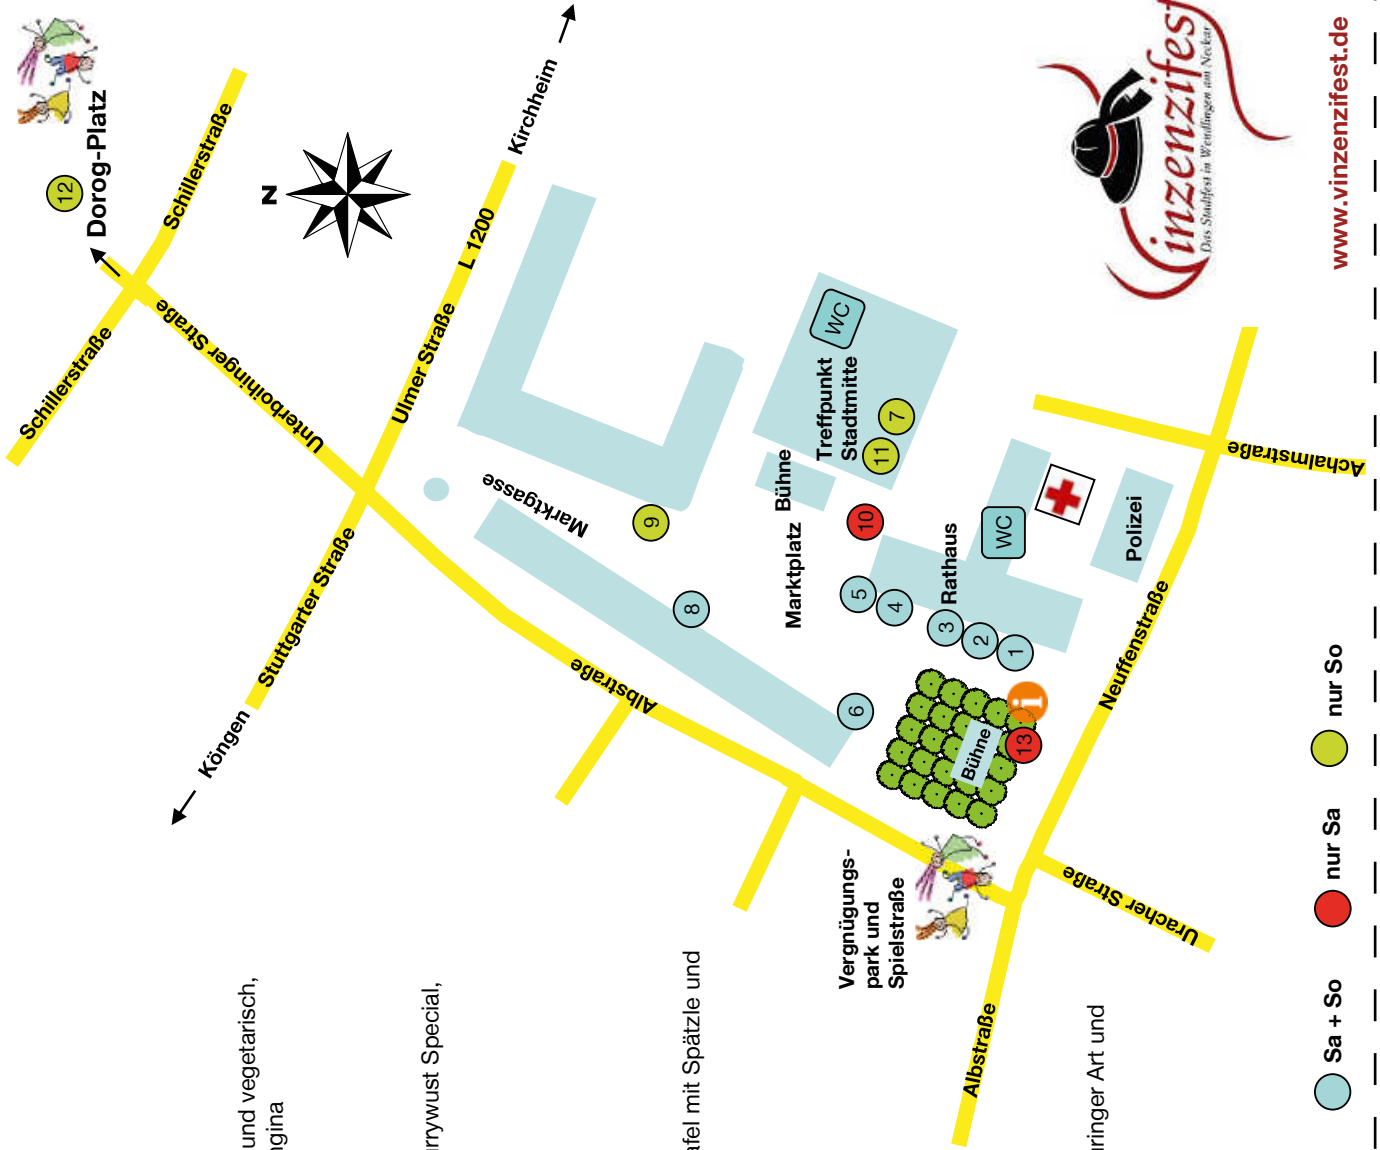 12
Dorog-Platz
Schillerstraße
Schillerstraße
Unterboihinger Straße
N
Kirchheim
Ulmer Straße
L 1200
Stuttgarter Straße
Köngen
Marktgasse
Albstraße
9
8
6
Marktplatz
Bühne
Treffpunkt
Stadtmitte
WC
11
7
10
5
4
3
2
1
Rathaus
WC
Polizei
Achalmstraße
Neuffenstraße
Bühne
i
13
Vergnügungs-
park und
Spielstraße
Uracher Straße
Albstraße
und vegetarisch,
ngina
rrywust Special,
afel mit Spätzle und
uringer Art und
Vinzenzifest
Das Stadtfest in Wendlingen am Neckar
www.vinzenzifest.de
Sa + So
nur Sa
nur So